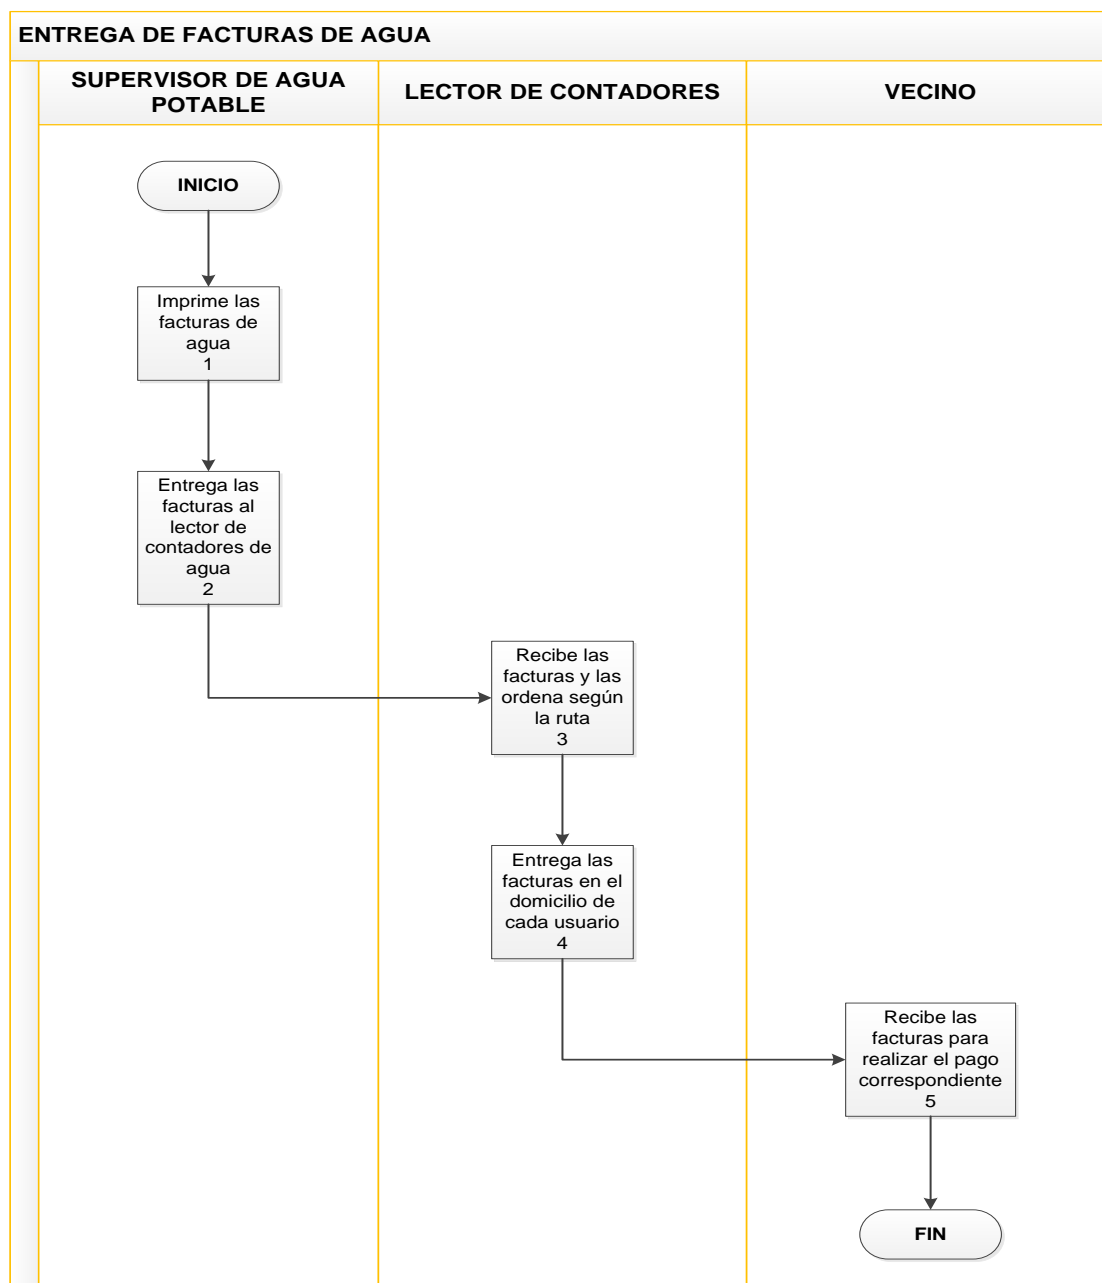 ENTREGA DE FACTURAS DE AGUA
SUPERVISOR DE AGUA
POTABLE
LECTOR DE CONTADORES
VECINO
INICIO
Imprime las
facturas de
agua
1
Entrega las
facturas al
lector de
contadores de
agua
2
Recibe las
facturas y las
ordena según
la ruta
3
Entrega las
facturas en el
domicilio de
cada usuario
4
Recibe las
facturas para
realizar el pago
correspondiente
5
FIN